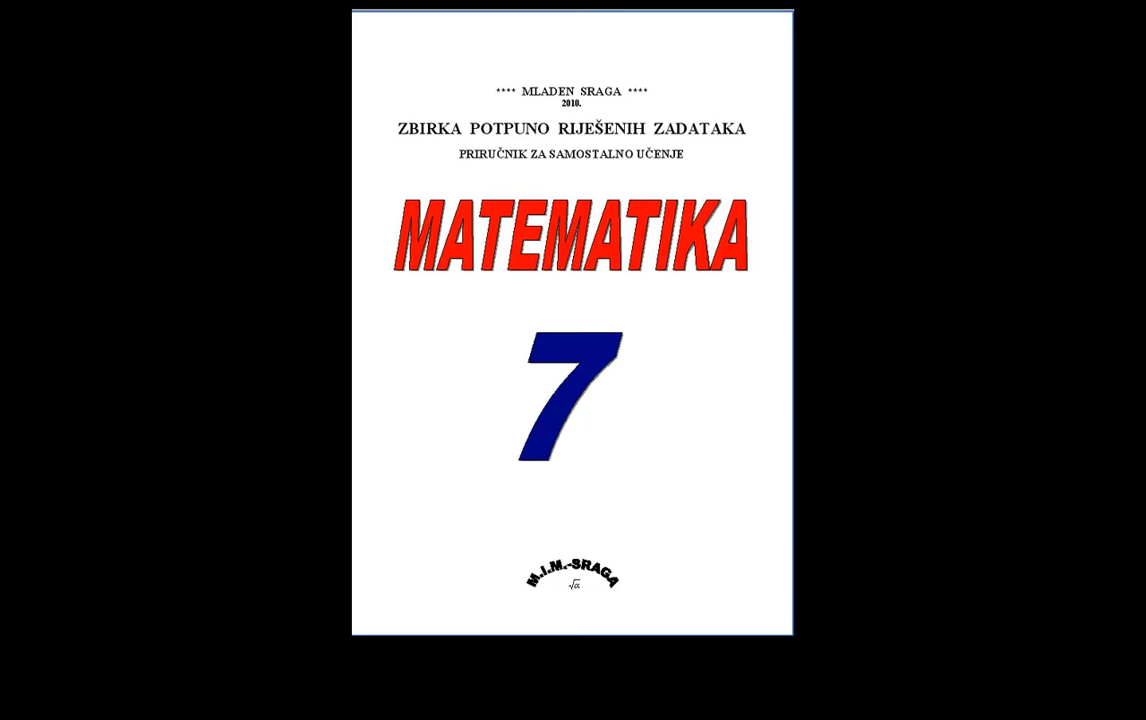 **** MLADEN SRAGA ****
2010.
ZBIRKA POTPUNO RIJEŠENIH ZADATAKA
PRIRUČNIK ZA SAMOSTALNO UČENJE
MATEMATIKA
7
M.I.M.-SRAGA
√α